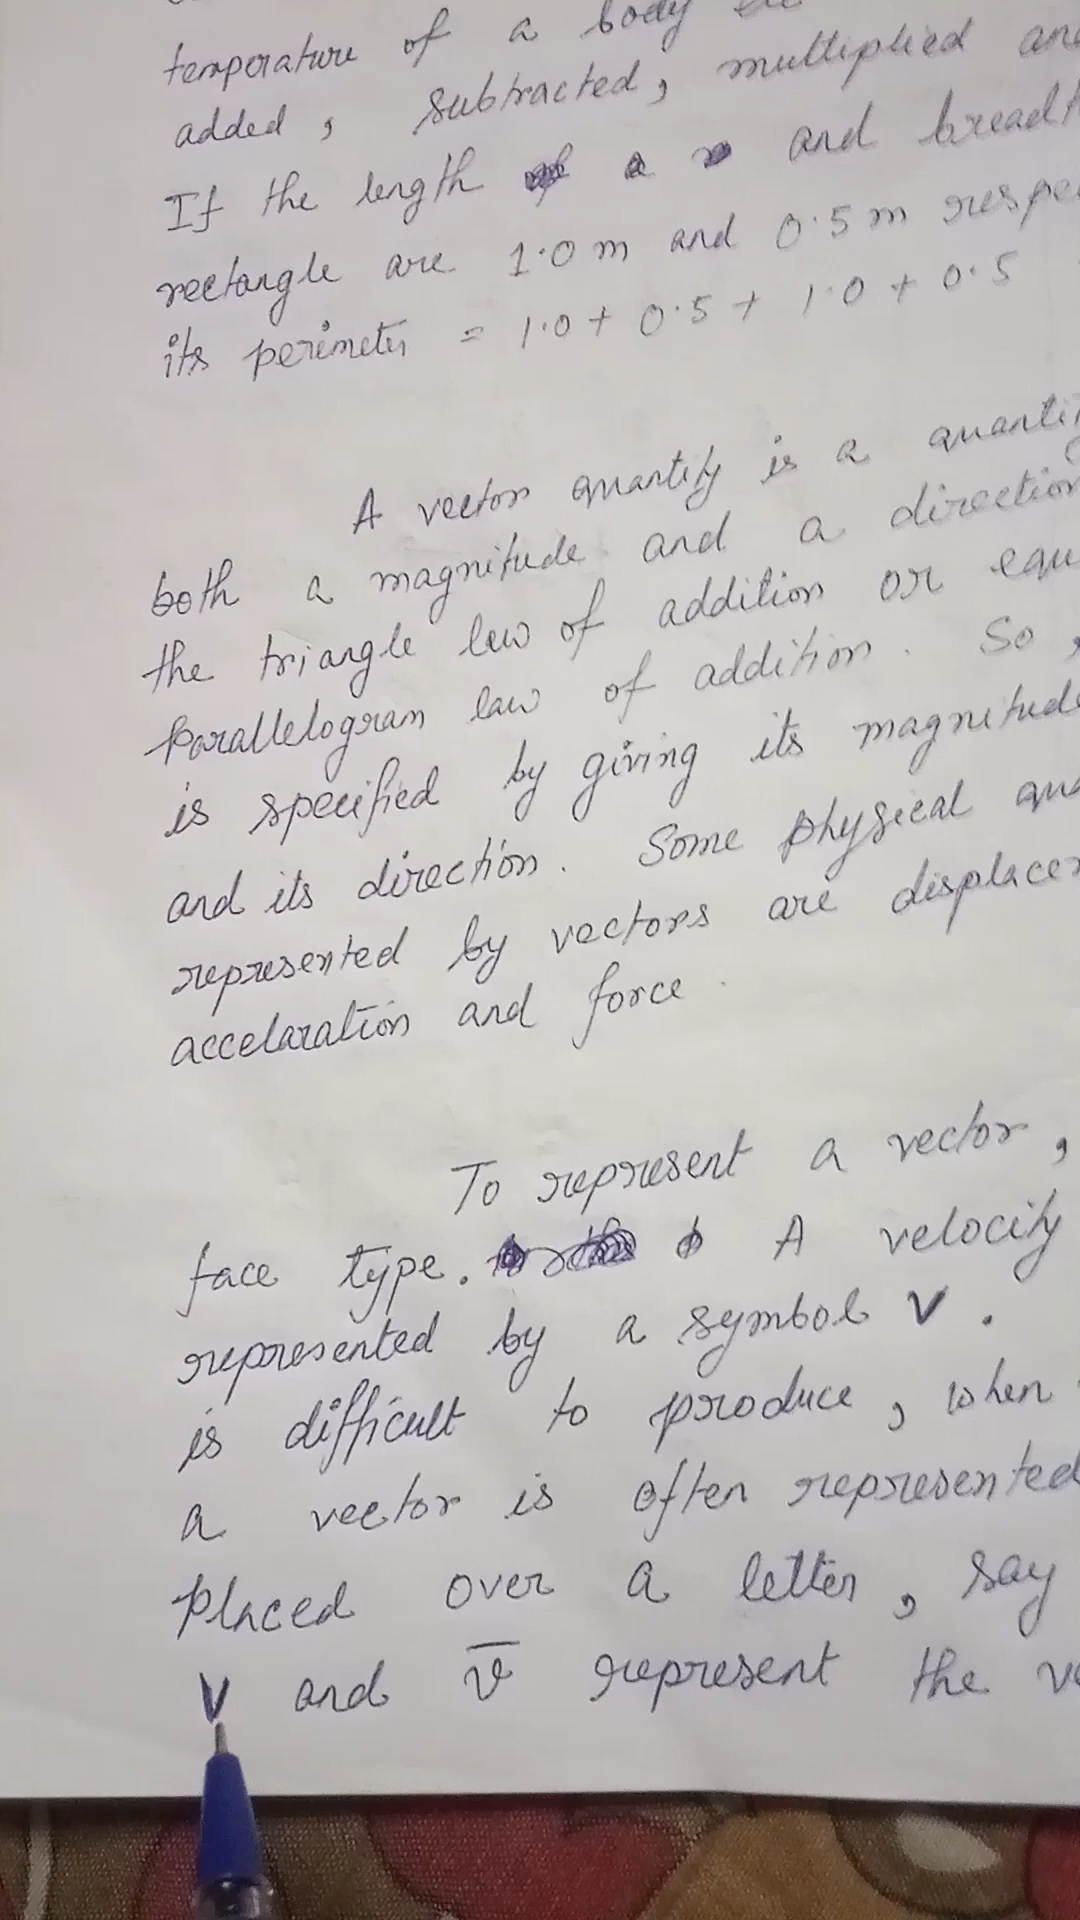 temperature of a body
added, subtracted, multiplied
If the length and
rectangle are 1.0 m and 0.5 m
its perimeter = 1.0 + 0.5 + 1.0 + 0.5
A vector quantity is a
both a magnitude and a direction
the triangle law of addition or
parallelogram law of addition. So
is specified by giving its magnitude
and its direction. Some physical
represented by vectors are
accelaration and force.
To represent a vector,
face type. A velocity
represented by a symbol v.
is difficult to produce, when
a vector is often represented
placed over a letter, say
v and v̅ represent the